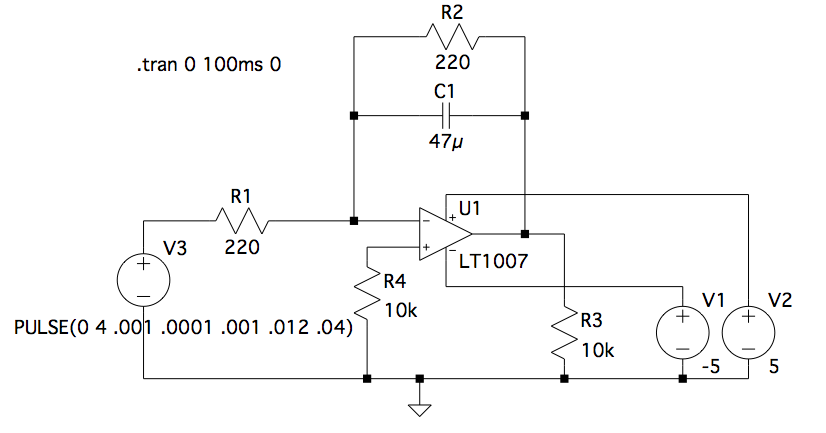 R2
.tran 0 100ms 0
220
C1
47µ
R1
U1
+
V3
220
-
+
-
LT1007
+
R4
10k
V1
V2
+
+
R3
PULSE(0 4 .001 .0001 .001 .012 .04)
10k
-5
5